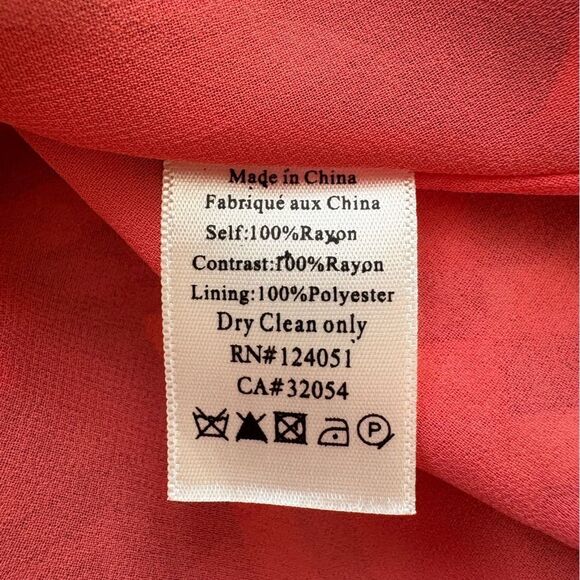 Made in China
Fabriqué aux China
Self:100%Rayon
Contrast:100%Rayon
Lining:100%Polyester
Dry Clean only
RN#124051
CA#32054
P